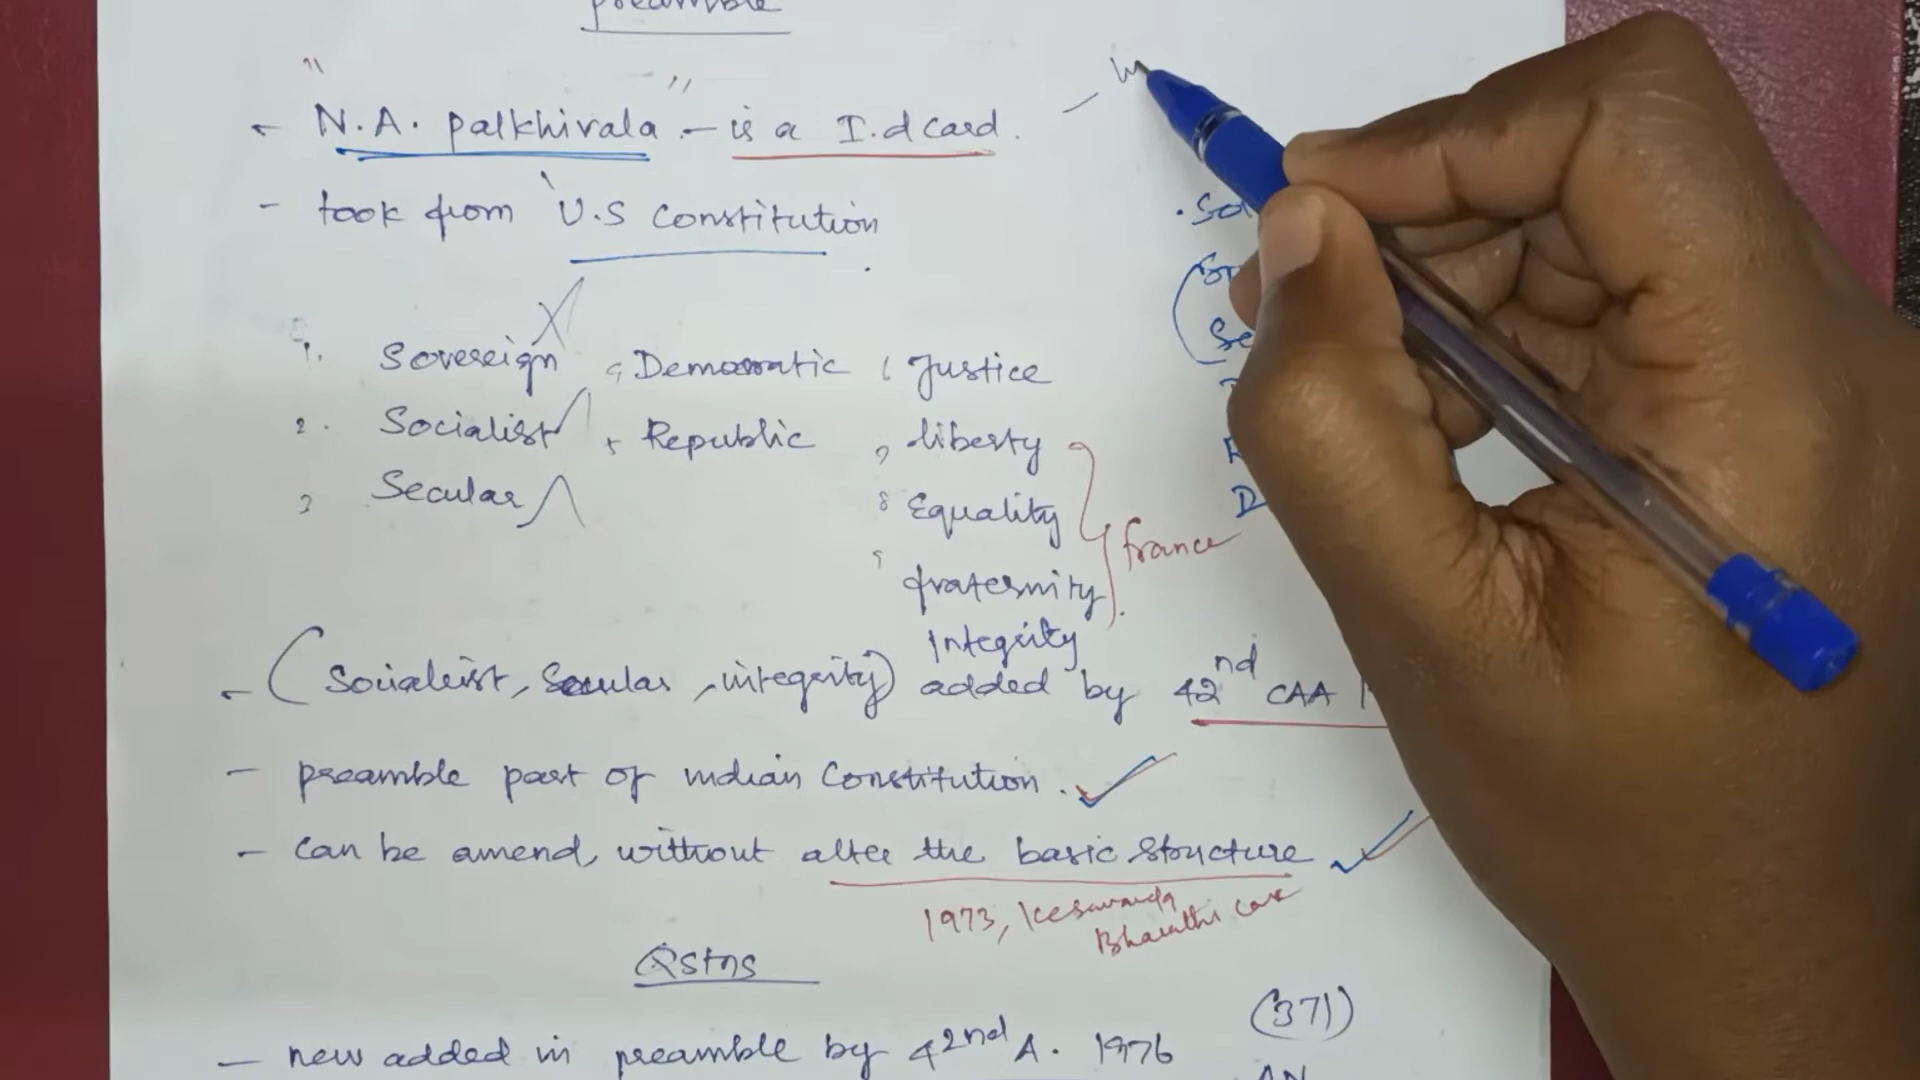 preamble
- "N.A. palkhivala" - is a I.d card.
- took from U.S constitution
1. Sovereign 4 Democratic 6 Justice
2. Socialist 5 Republic 7 liberty
3 Secular 8 Equality
france
9 fraternity
Integrity
- (Socialist, Secular, integrity) added by 42nd CAA
- preamble part of indian constitution.
- can be amend, without alter the basic structure
1973, Kesavanda
Bharathi case
Qstns
(371)
- new added in preamble by 42nd A. 1976